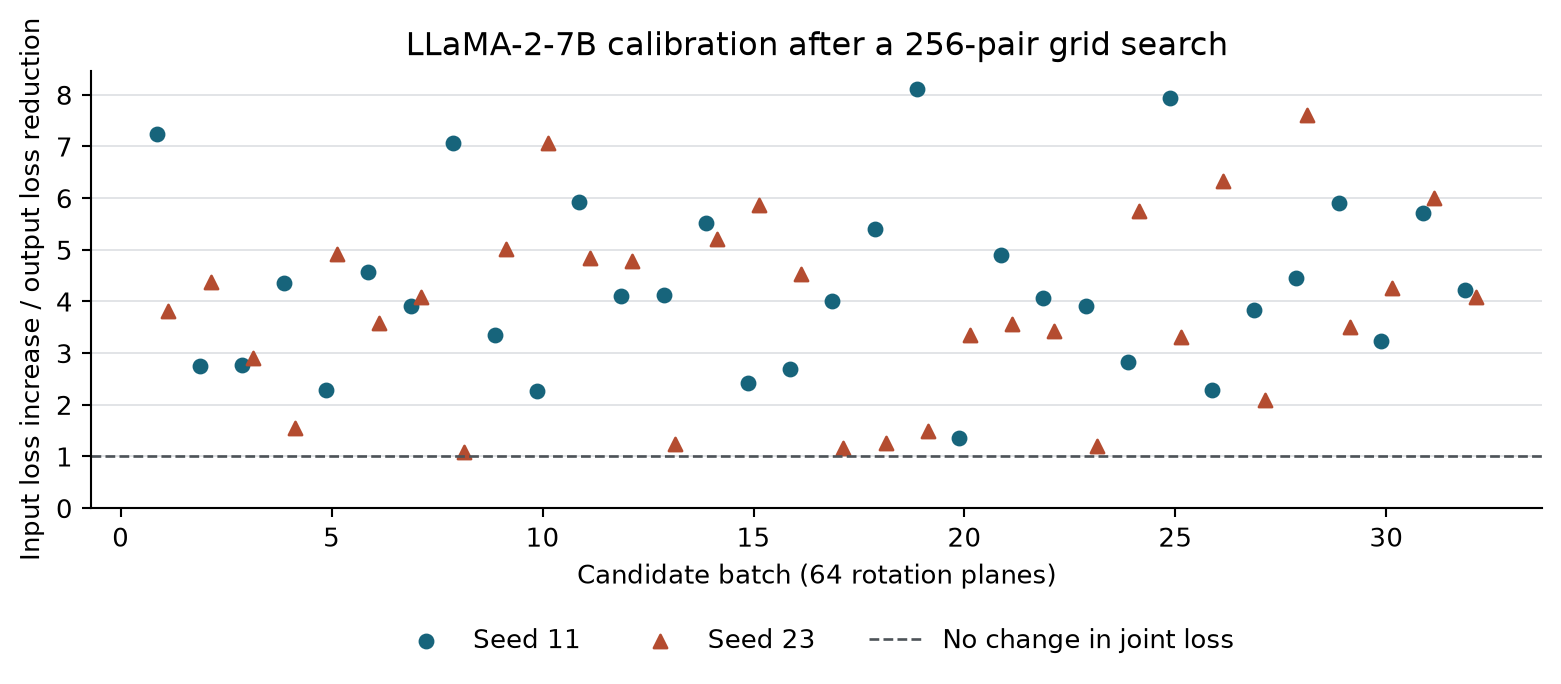 LLaMA-2-7B calibration after a 256-pair grid search
Input loss increase / output loss reduction
8
7
6
5
4
3
2
1
0
0 5 10 15 20 25 30
Candidate batch (64 rotation planes)
Seed 11 Seed 23 No change in joint loss